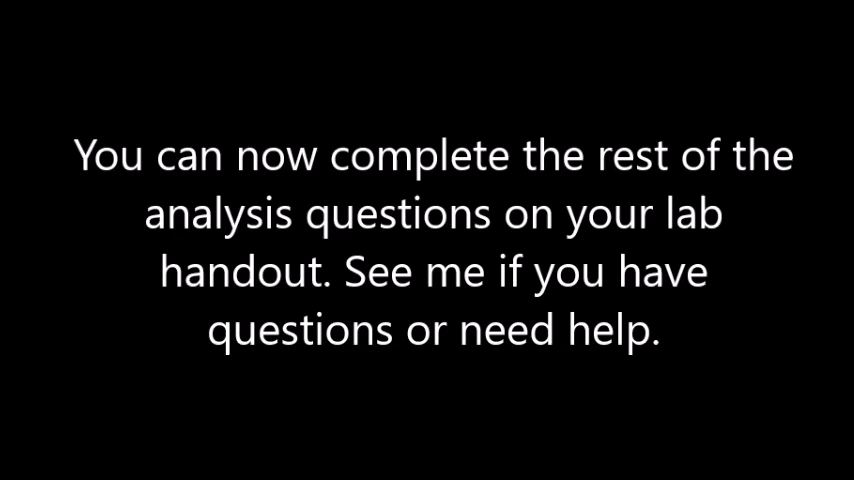 You can now complete the rest of the
analysis questions on your lab
handout. See me if you have
questions or need help.